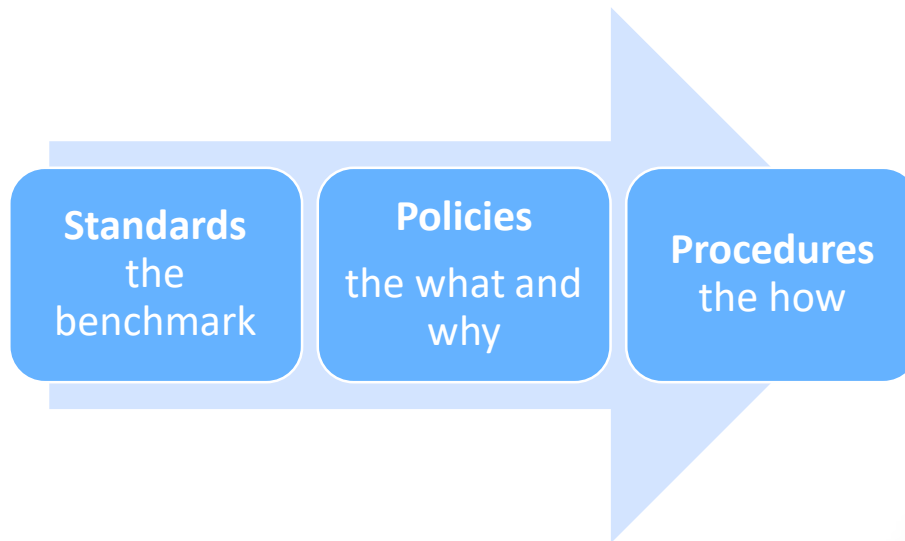 Standards
the
benchmark
Policies
the what and
why
Procedures
the how